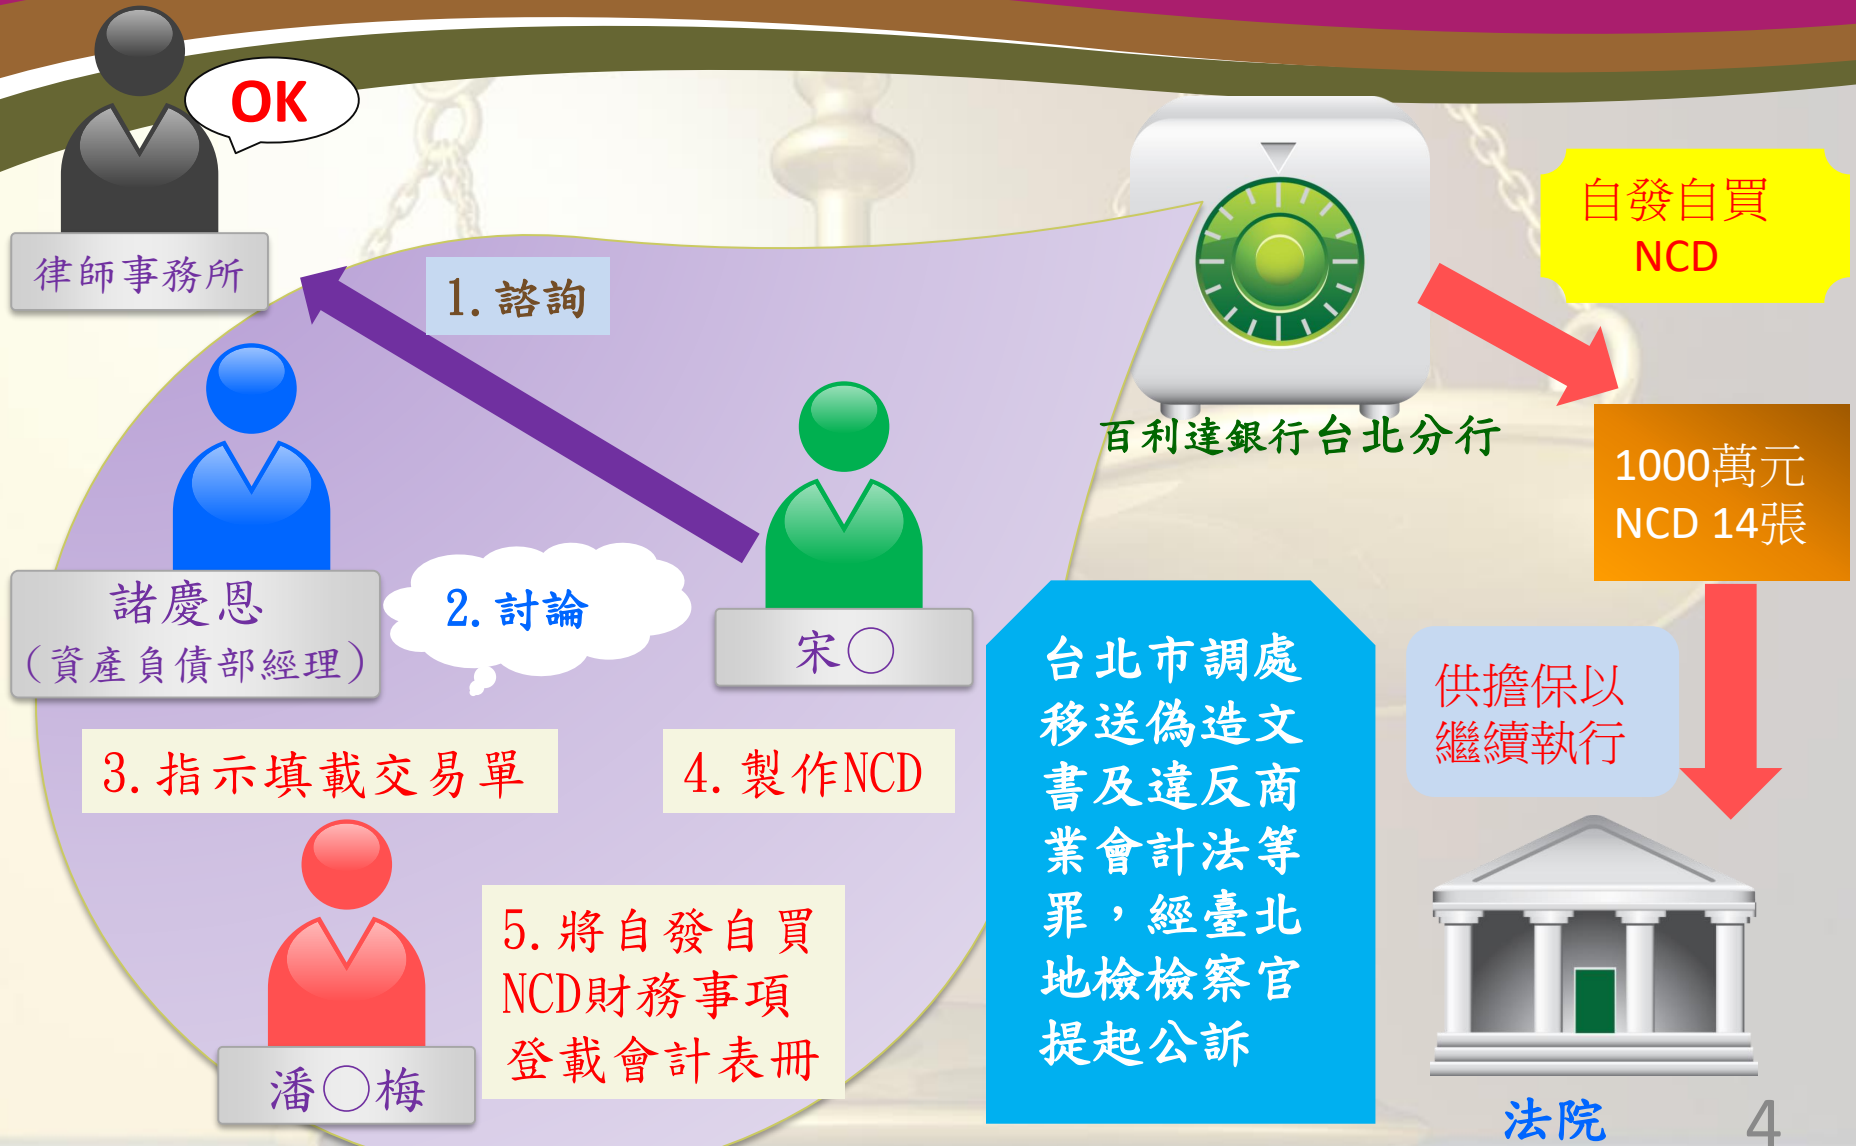 OK
律師事務所
1.諮詢
諸慶恩
(資產負債部經理)
2.討論
宋○
3.指示填載交易單
4.製作NCD
潘○梅
5.將自發自買
NCD財務事項
登載會計表冊
百利達銀行台北分行
自發自買
NCD
1000萬元
NCD 14張
供擔保以
繼續執行
台北市調處
移送偽造文
書及違反商
業會計法等
罪，經臺北
地檢檢察官
提起公訴
法院
4